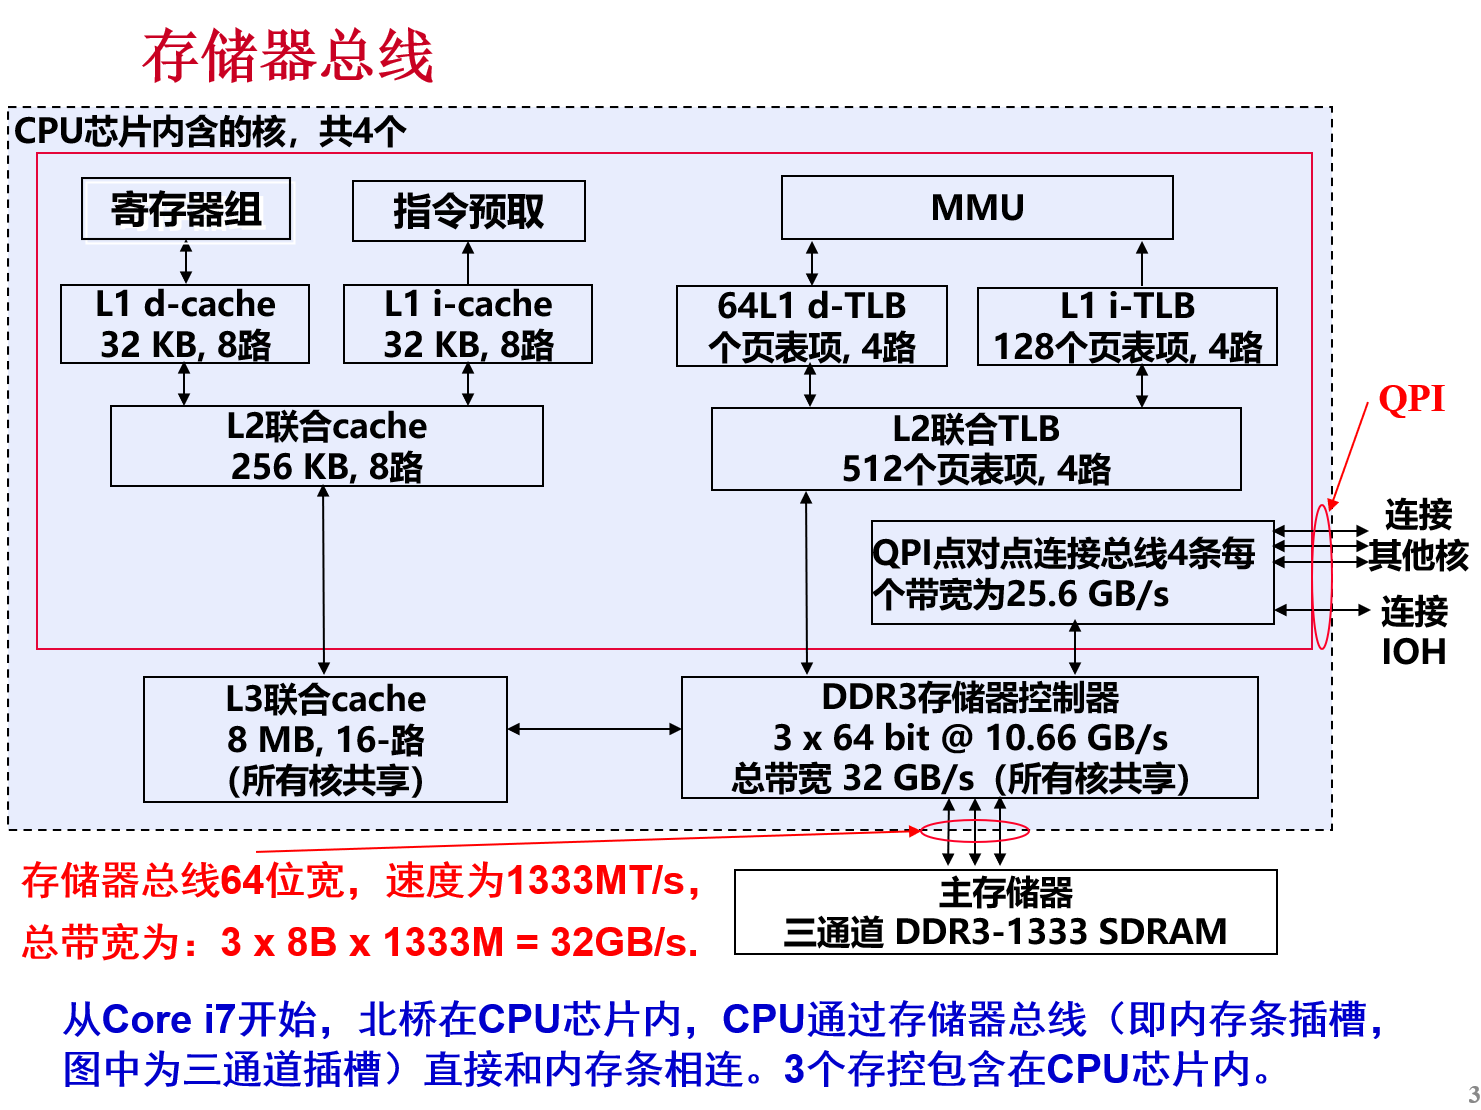 存储器总线
CPU芯片内含的核，共4个
寄存器组
指令预取
MMU
L1 d-cache
32 KB, 8路
L1 i-cache
32 KB, 8路
64L1 d-TLB
个页表项, 4路
L1 i-TLB
128个页表项, 4路
L2联合cache
256 KB, 8路
L2联合TLB
512个页表项, 4路
QPI
QPI点对点连接总线4条每
个带宽为25.6 GB/s
连接
其他核
连接
IOH
L3联合cache
8 MB, 16-路
（所有核共享）
DDR3存储器控制器
3 x 64 bit @ 10.66 GB/s
总带宽 32 GB/s（所有核共享）
存储器总线64位宽，速度为1333MT/s，
总带宽为：3 x 8B x 1333M = 32GB/s.
主存储器
三通道 DDR3-1333 SDRAM
从Core i7开始，北桥在CPU芯片内，CPU通过存储器总线（即内存条插槽，
图中为三通道插槽）直接和内存条相连。3个存控包含在CPU芯片内。
3